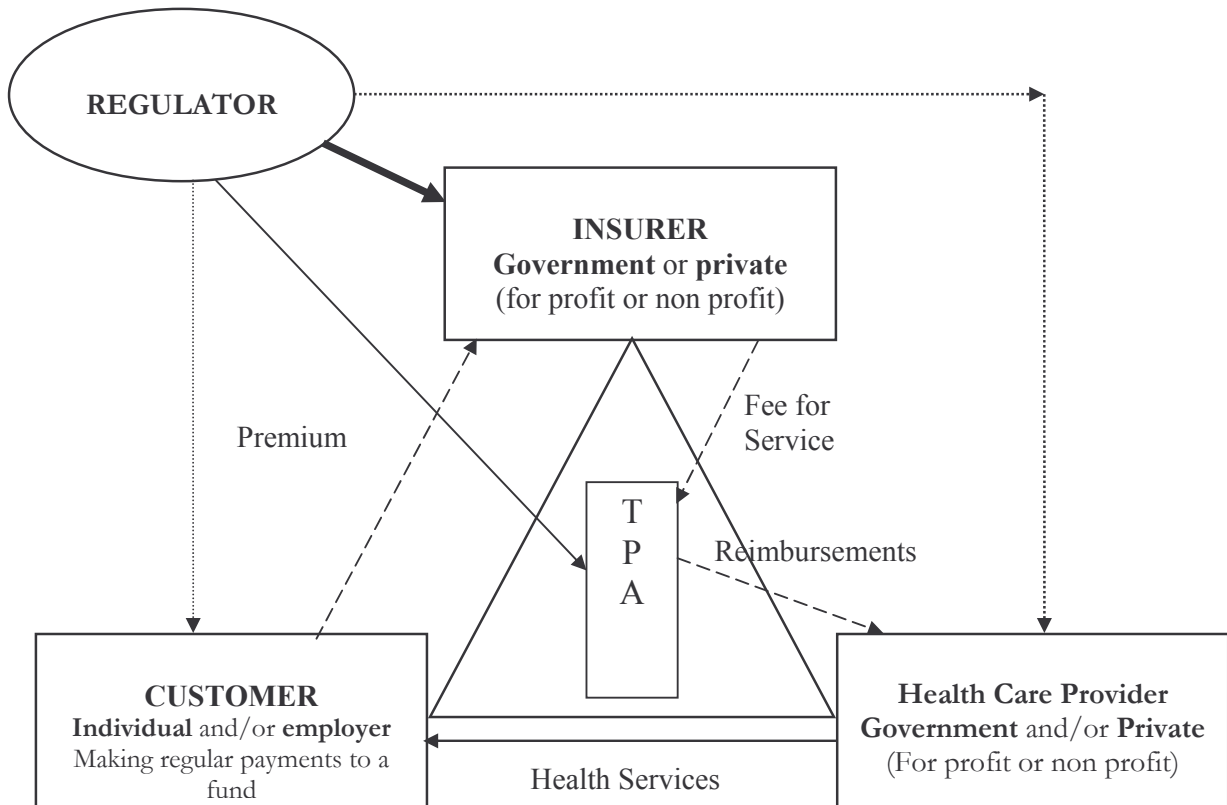 REGULATOR
INSURER
Government or private
(for profit or non profit)
Fee for
Service
Premium
T
P
A
Reimbursements
CUSTOMER
Individual and/or employer
Making regular payments to a
fund
Health Care Provider
Government and/or Private
(For profit or non profit)
Health Services